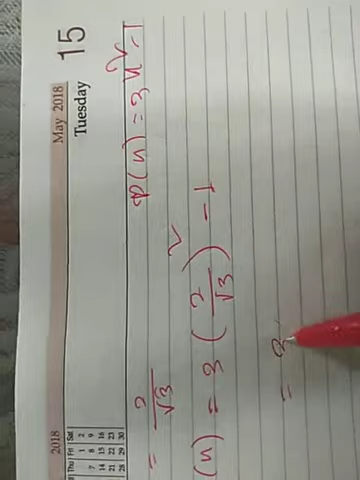 May 2018
15
Tuesday
2018
Thu Fri Sat
1 2
7 8 9
14 15 16
21 22 23
28 29 30
p(x) = 3x² - 1
= 2/√3
(x) = 3 (2/√3)² - 1
= 3